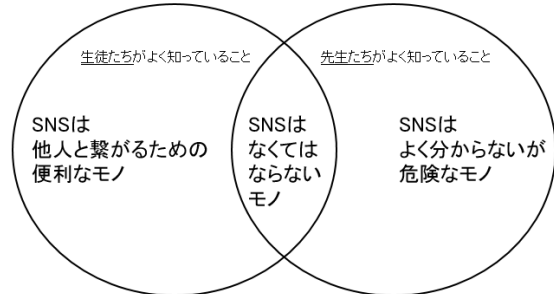 生徒たちがよく知っていること
先生たちがよく知っていること
SNSは
他人と繋がるための
便利なモノ
SNSは
なくては
ならない
モノ
SNSは
よく分からないが
危険なモノ